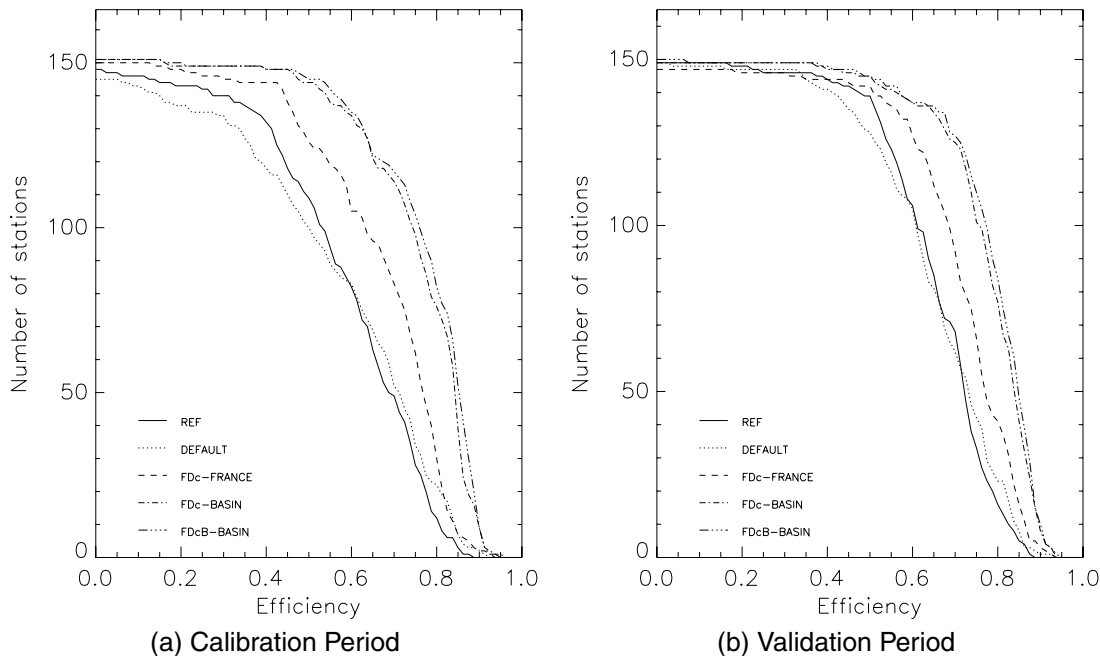 150
100
50
0
Number of stations
REF
DEFAULT
FDc-FRANCE
FDc-BASIN
FDcB-BASIN
0.0 0.2 0.4 0.6 0.8 1.0
Efficiency
(a) Calibration Period
150
100
50
0
Number of stations
REF
DEFAULT
FDc-FRANCE
FDc-BASIN
FDcB-BASIN
0.0 0.2 0.4 0.6 0.8 1.0
Efficiency
(b) Validation Period